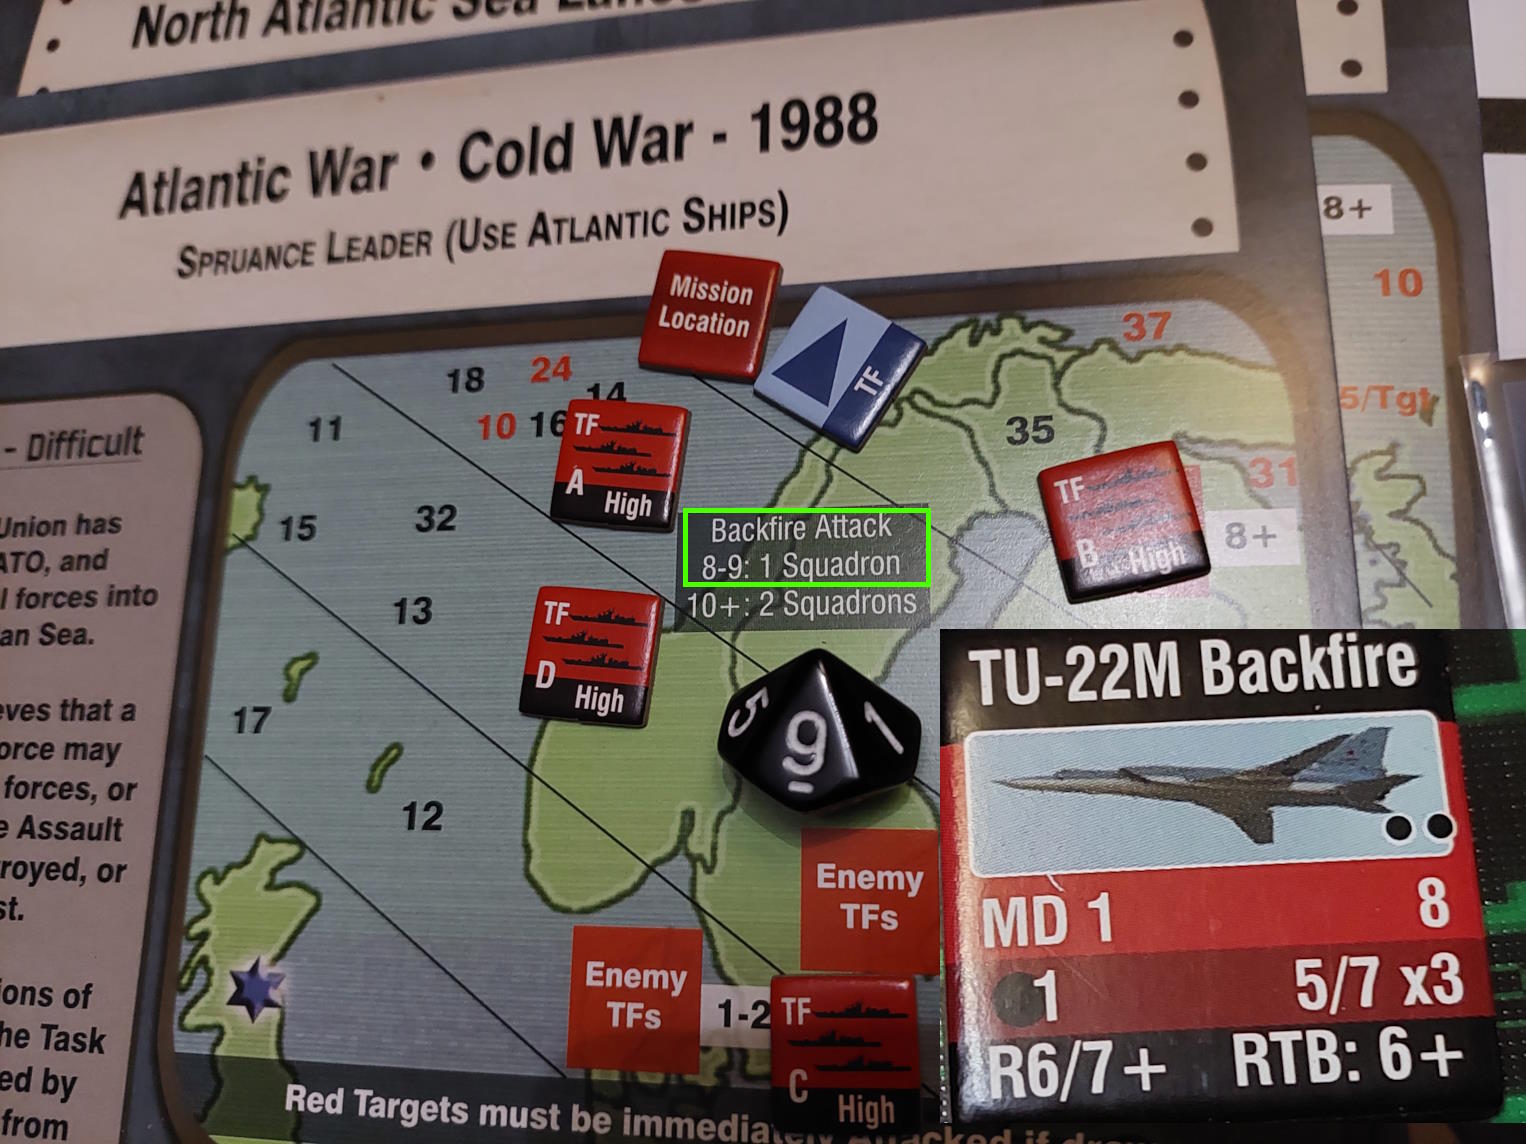 North Atlantic Sea
Atlantic War • Cold War - 1988
SPRUANCE LEADER (USE ATLANTIC SHIPS)
8+
10
5/Tgt
- Difficult
Union has
ATO, and
l forces into
an Sea.
eves that a
orce may
forces, or
e Assault
royed, or
st.
ions of
he Task
ed by
from
Mission
Location
TF
37
18
24
14
11
10
16
TF
A
High
35
TF
B
High
31
8+
15
32
Backfire Attack
8-9: 1 Squadron
10+: 2 Squadrons
13
TF
D
High
17
12
5
9
1
Enemy
TFs
Enemy
TFs
1-2
TF
C
High
Red Targets must be
TU-22M Backfire
MD 1 8
1 5/7 x3
R6/7+ RTB: 6+